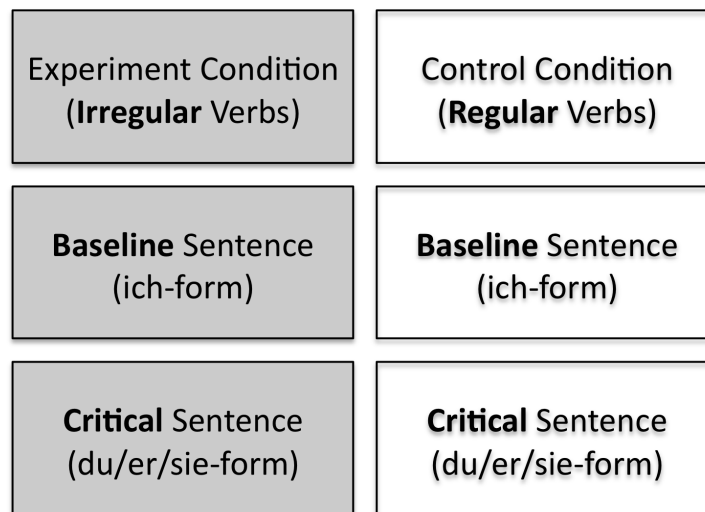 Experiment Condition
(Irregular Verbs)
Control Condition
(Regular Verbs)
Baseline Sentence
(ich-form)
Baseline Sentence
(ich-form)
Critical Sentence
(du/er/sie-form)
Critical Sentence
(du/er/sie-form)